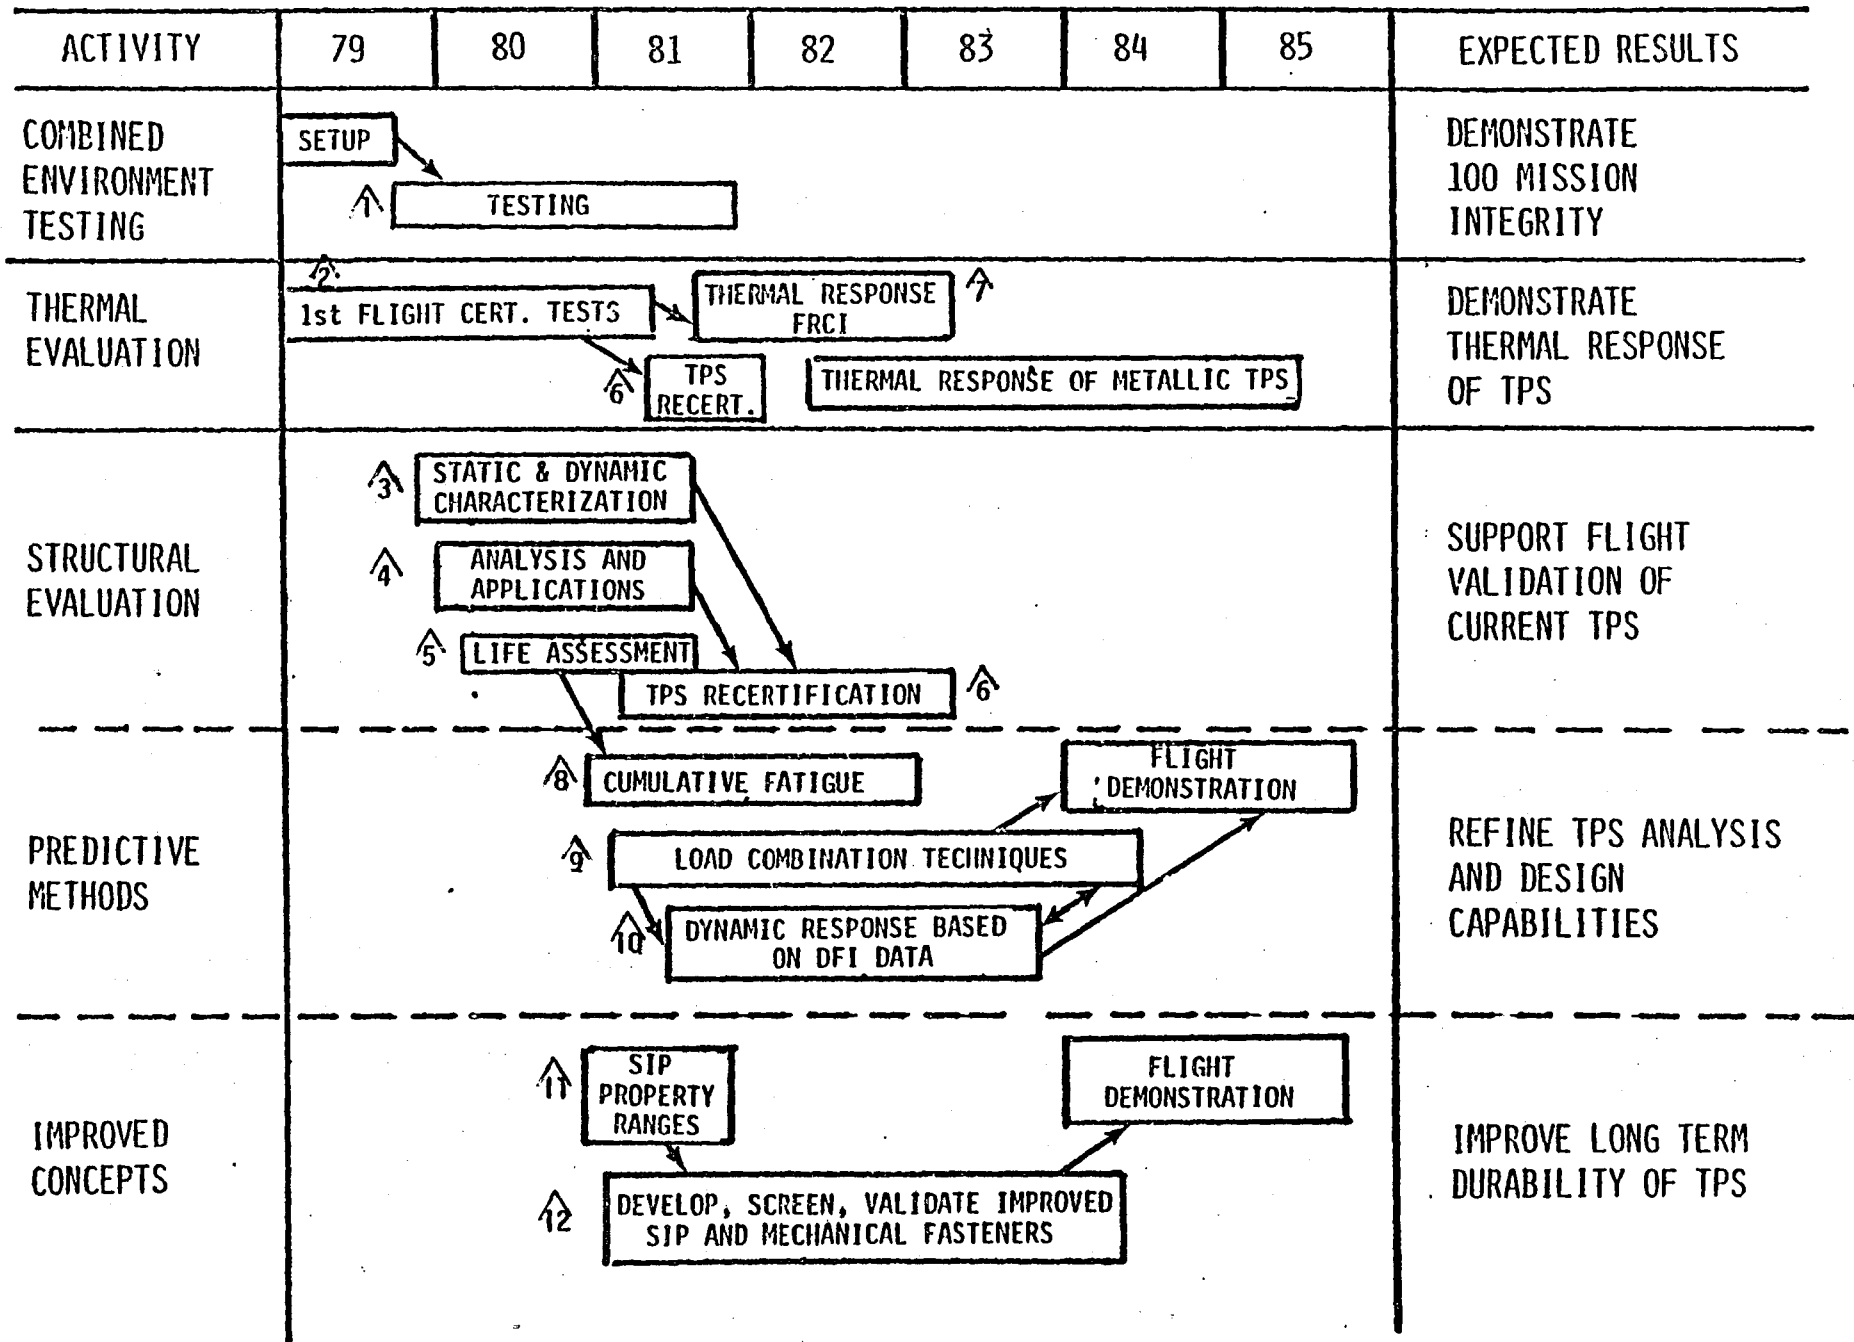 ACTIVITY 79 80 81 82 83 84 85 EXPECTED RESULTS
COMBINED
ENVIRONMENT
TESTING
SETUP
1
TESTING
DEMONSTRATE
100 MISSION
INTEGRITY
THERMAL
EVALUATION
2
1st FLIGHT CERT. TESTS
THERMAL RESPONSE
FRCI
7
6
TPS
RECERT.
THERMAL RESPONSE OF METALLIC TPS
DEMONSTRATE
THERMAL RESPONSE
OF TPS
STRUCTURAL
EVALUATION
3
STATIC & DYNAMIC
CHARACTERIZATION
4
ANALYSIS AND
APPLICATIONS
5
LIFE ASSESSMENT
TPS RECERTIFICATION
6
SUPPORT FLIGHT
VALIDATION OF
CURRENT TPS
PREDICTIVE
METHODS
8
CUMULATIVE FATIGUE
FLIGHT
DEMONSTRATION
9
LOAD COMBINATION TECHNIQUES
10
DYNAMIC RESPONSE BASED
ON DFI DATA
REFINE TPS ANALYSIS
AND DESIGN
CAPABILITIES
IMPROVED
CONCEPTS
11
SIP
PROPERTY
RANGES
FLIGHT
DEMONSTRATION
12
DEVELOP, SCREEN, VALIDATE IMPROVED
SIP AND MECHANICAL FASTENERS
IMPROVE LONG TERM
DURABILITY OF TPS